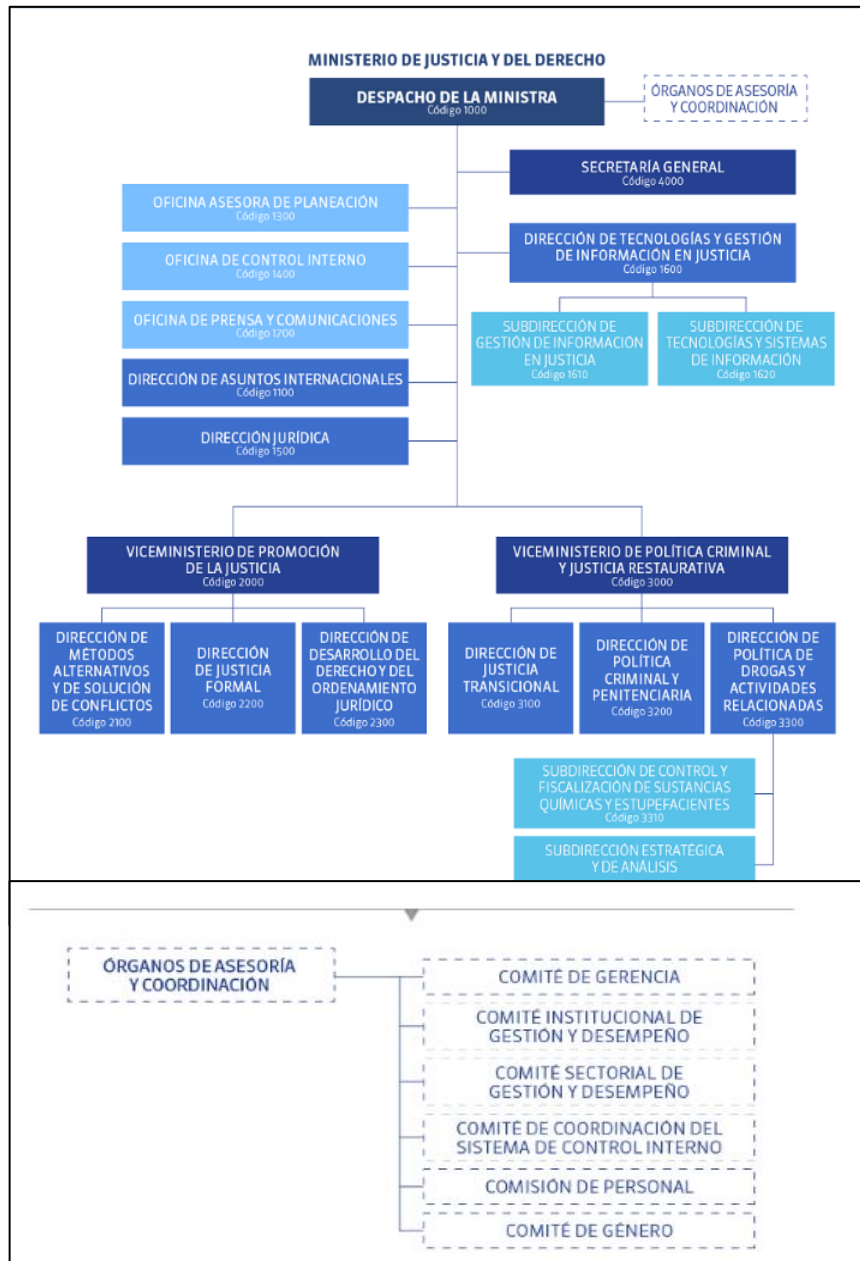 MINISTERIO DE JUSTICIA Y DEL DERECHO
DESPACHO DE LA MINISTRA
Código 1000
ÓRGANOS DE ASESORÍA
Y COORDINACIÓN
SECRETARÍA GENERAL
Código 4000
OFICINA ASESORA DE PLANEACIÓN
Código 1300
DIRECCIÓN DE TECNOLOGÍAS Y GESTIÓN
DE INFORMACIÓN EN JUSTICIA
Código 1600
OFICINA DE CONTROL INTERNO
Código 1400
OFICINA DE PRENSA Y COMUNICACIONES
Código 1700
SUBDIRECCIÓN DE
GESTIÓN DE INFORMACIÓN
EN JUSTICIA
Código 1610
SUBDIRECCIÓN DE
TECNOLOGÍAS Y SISTEMAS
DE INFORMACIÓN
Código 1620
DIRECCIÓN DE ASUNTOS INTERNACIONALES
Código 1100
DIRECCIÓN JURÍDICA
Código 1500
VICEMINISTERIO DE PROMOCIÓN
DE LA JUSTICIA
Código 2000
VICEMINISTERIO DE POLÍTICA CRIMINAL
Y JUSTICIA RESTAURATIVA
Código 3000
DIRECCIÓN DE
MÉTODOS
ALTERNATIVOS
Y DE SOLUCIÓN
DE CONFLICTOS
Código 2100
DIRECCIÓN
DE JUSTICIA
FORMAL
Código 2200
DIRECCIÓN DE
DESARROLLO DEL
DERECHO Y DEL
ORDENAMIENTO
JURÍDICO
Código 2300
DIRECCIÓN DE
JUSTICIA
TRANSICIONAL
Código 3100
DIRECCIÓN DE
POLÍTICA
CRIMINAL Y
PENITENCIARIA
Código 3200
DIRECCIÓN DE
POLÍTICA DE
DROGAS Y
ACTIVIDADES
RELACIONADAS
Código 3300
SUBDIRECCIÓN DE CONTROL Y
FISCALIZACIÓN DE SUSTANCIAS
QUÍMICAS Y ESTUPEFACIENTES
Código 3310
SUBDIRECCIÓN ESTRATÉGICA
Y DE ANÁLISIS
ÓRGANOS DE ASESORÍA
Y COORDINACIÓN
COMITÉ DE GERENCIA
COMITÉ INSTITUCIONAL DE
GESTIÓN Y DESEMPEÑO
COMITÉ SECTORIAL DE
GESTIÓN Y DESEMPEÑO
COMITÉ DE COORDINACIÓN DEL
SISTEMA DE CONTROL INTERNO
COMISIÓN DE PERSONAL
COMITÉ DE GÉNERO